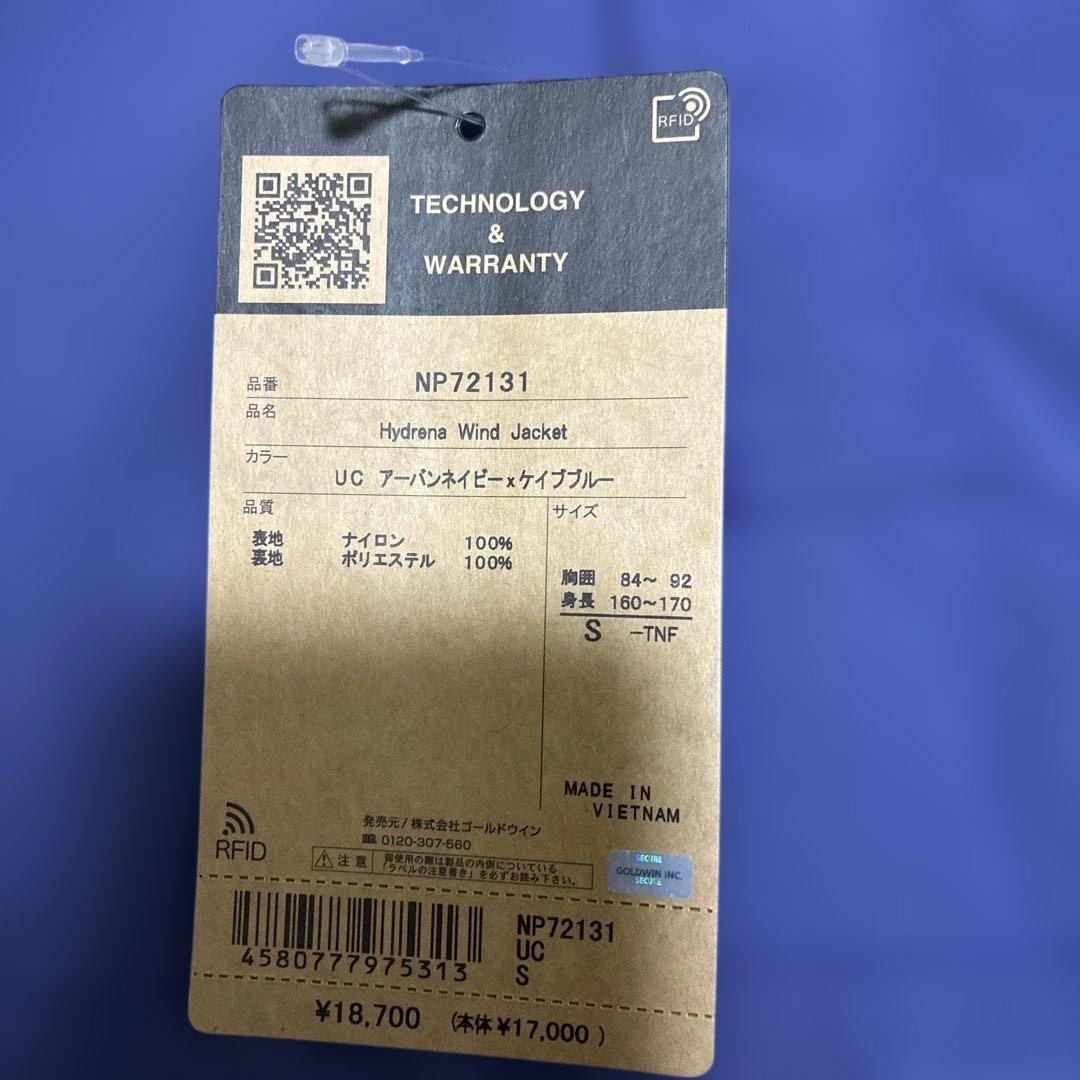 RFID
TECHNOLOGY
&
WARRANTY
品番 NP72131
品名
Hydrena Wind Jacket
カラー
UC アーバンネイビーxケイブブルー
品質
表地 ナイロン 100%
裏地 ポリエステル 100%
サイズ
胸囲 84〜 92
身長 160〜170
S -TNF
MADE IN
VIETNAM
RFID
発売元/株式会社ゴールドウイン
0120-307-560
注意
御使用の際は製品の内側についている
「ラベルの注意書き」を必ずお読み下さい。
SECURE
GOLDWIN INC.
SECURE
4580777975313
NP72131
UC
S
¥18,700 (本体¥17,000 )